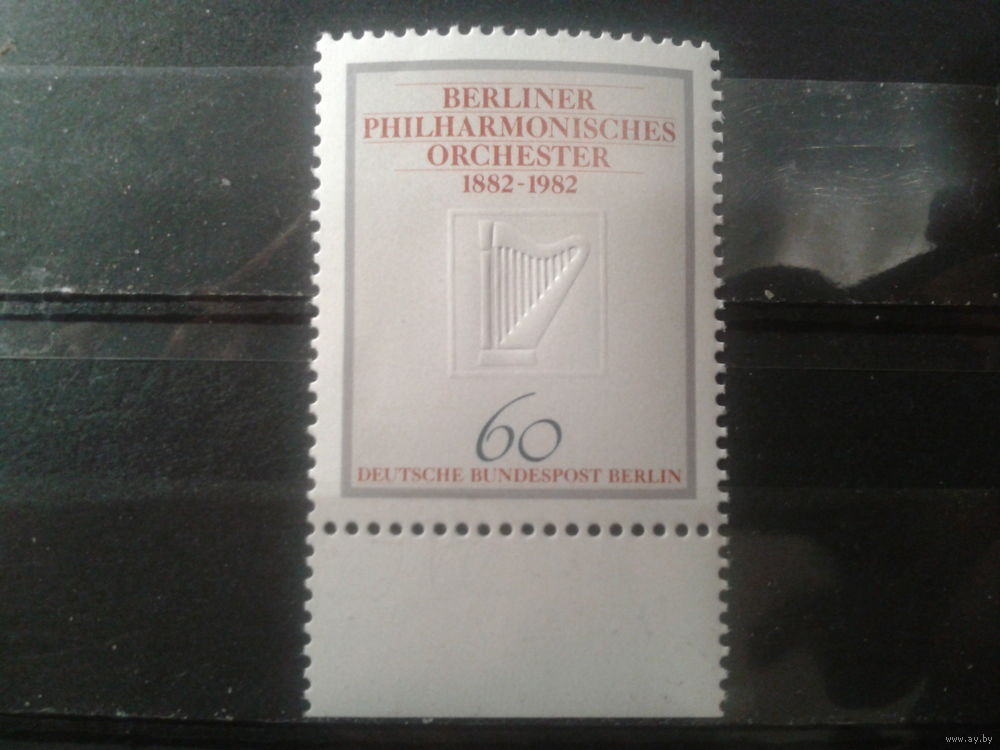 BERLINER
PHILHARMONISCHES
ORCHESTER
1882-1982
60
DEUTSCHE BUNDESPOST BERLIN
www.ay.by